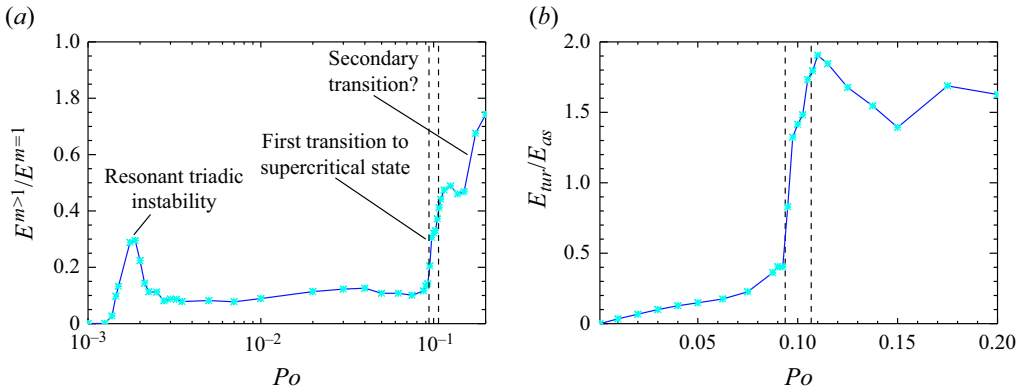 (a)
(b)
1.0
1.8
0.6
0.4
0.2
0
E^{m>1}/E^{m=1}
Secondary
transition?
First transition to
supercritical state
Resonant triadic
instability
10^{−3}
10^{−2}
10^{−1}
Po
2.0
1.5
1.0
0.5
0
E_{tur}/E_{as}
0.05
0.10
0.15
0.20
Po